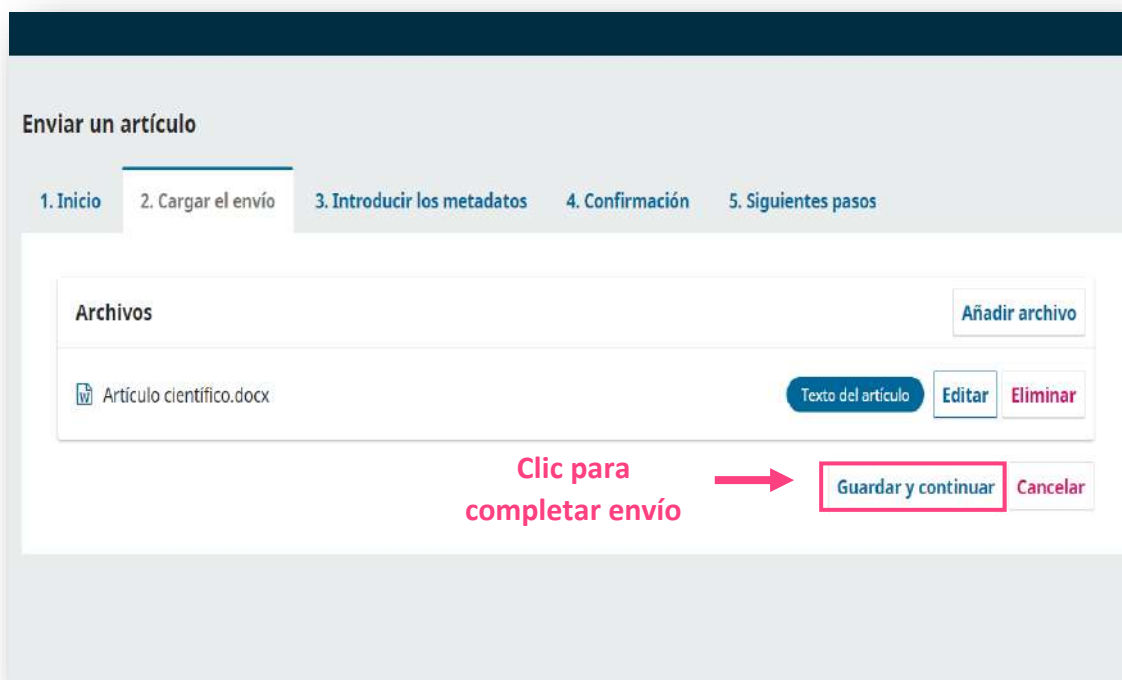 Enviar un artículo
1. Inicio 2. Cargar el envío 3. Introducir los metadatos 4. Confirmación 5. Siguientes pasos
Archivos Añadir archivo
Artículo científico.docx Texto del artículo Editar Eliminar
Clic para
completar envío
Guardar y continuar Cancelar